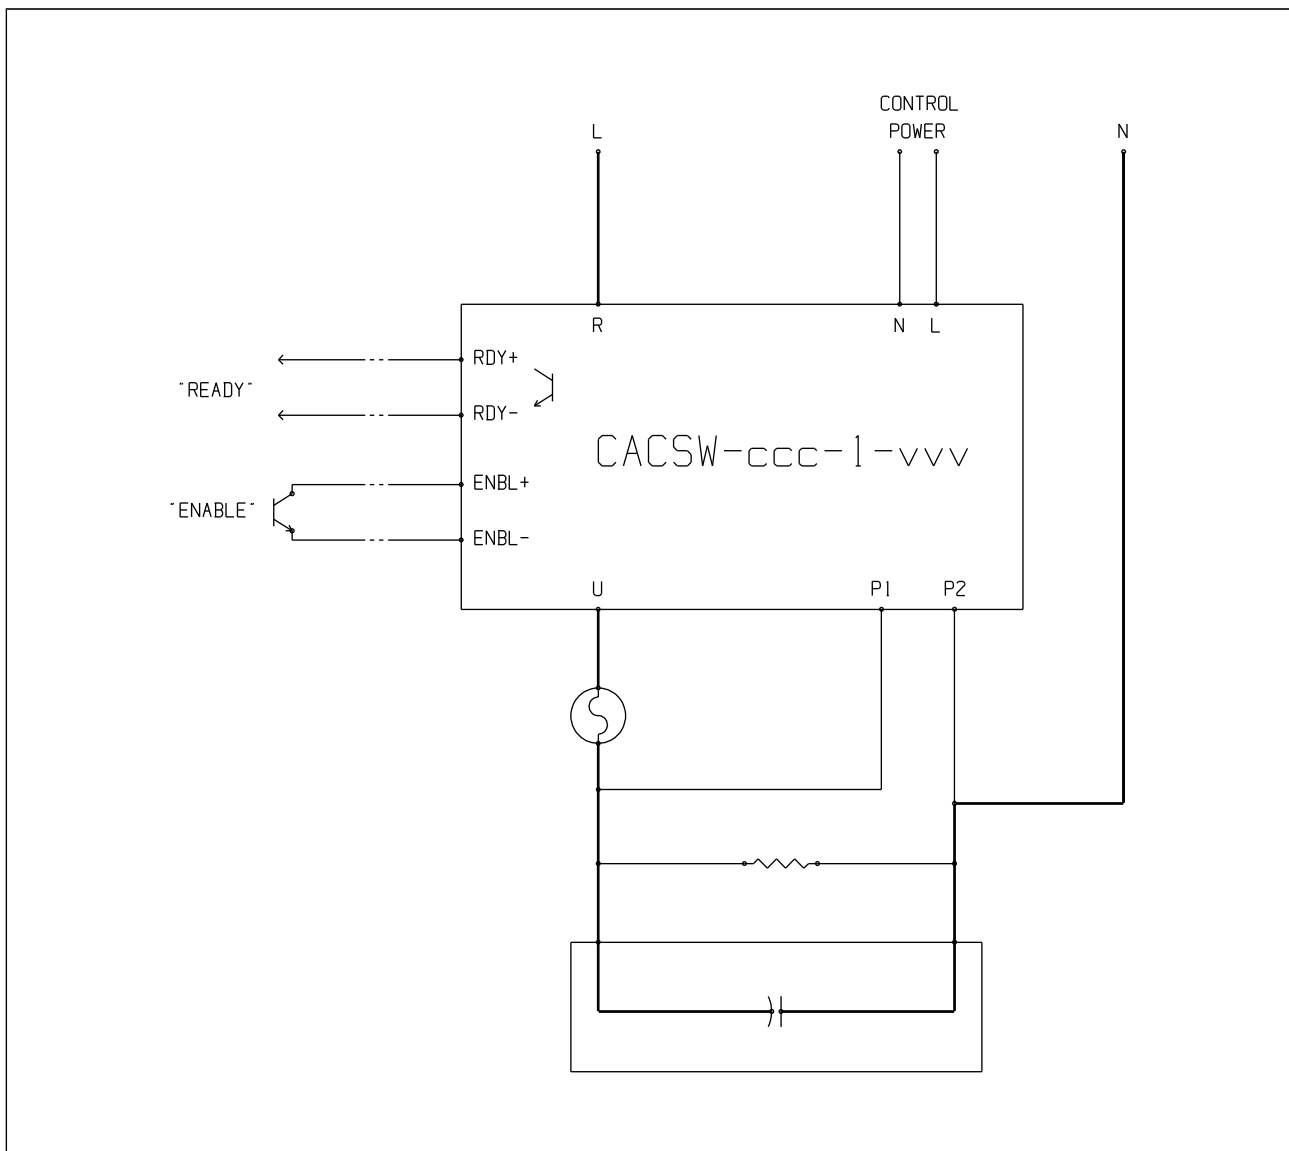 CONTROL
L POWER N
R N L
RDY+
"READY"
RDY-
CACSW-ccc-1-vvv
ENBL+
"ENABLE"
ENBL-
U P1 P2